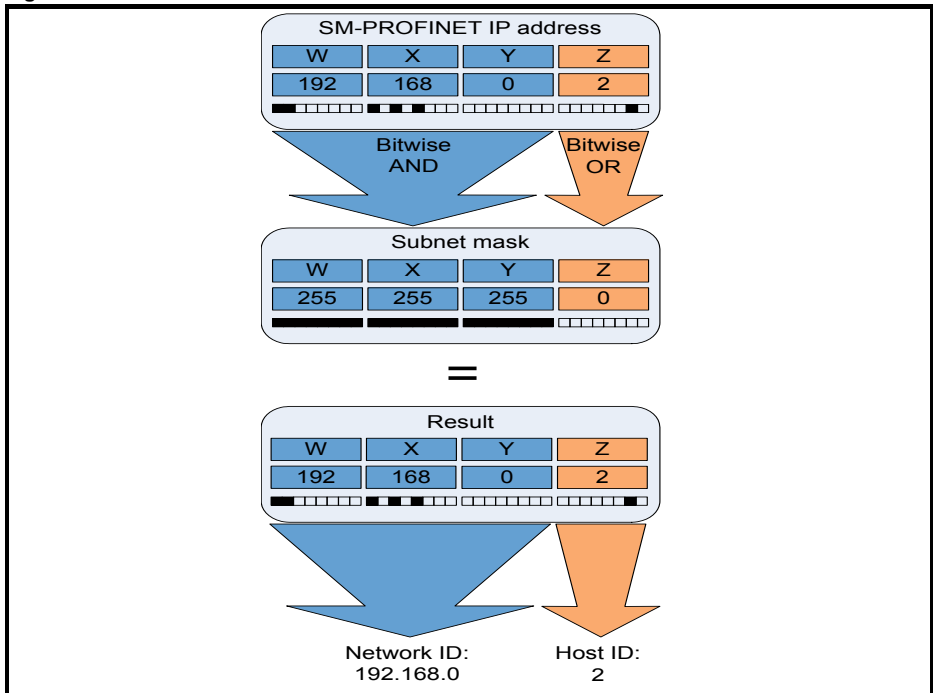 SM-PROFINET IP address
W X Y Z
192 168 0 2
Bitwise AND
Bitwise OR
Subnet mask
W X Y Z
255 255 255 0
=
Result
W X Y Z
192 168 0 2
Network ID:
192.168.0
Host ID:
2